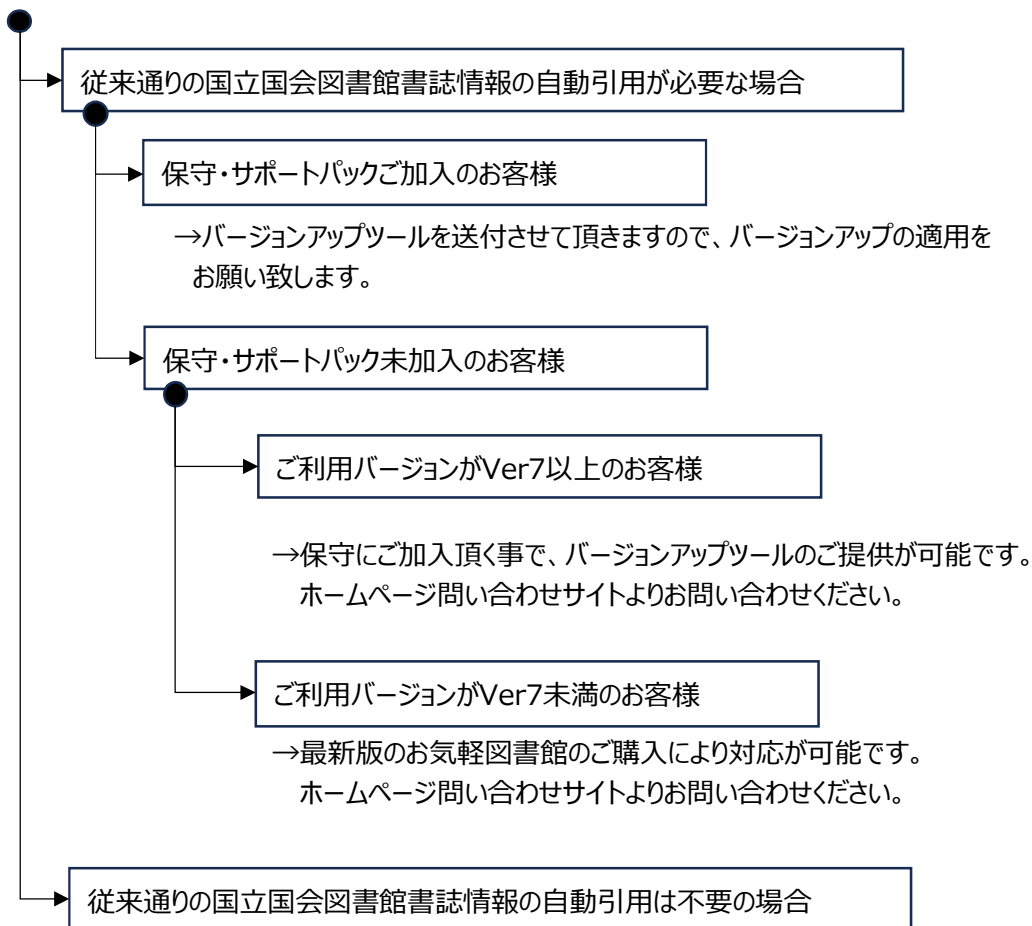 従来通りの国立国会図書館書誌情報の自動引用が必要な場合
保守・サポートパックご加入のお客様
→バージョンアップツールを送付させて頂きますので、バージョンアップの適用を
お願い致します。
保守・サポートパック未加入のお客様
ご利用バージョンがVer7以上のお客様
→保守にご加入頂く事で、バージョンアップツールのご提供が可能です。
ホームページ問い合わせサイトよりお問い合わせください。
ご利用バージョンがVer7未満のお客様
→最新版のお気軽図書館のご購入により対応が可能です。
ホームページ問い合わせサイトよりお問い合わせください。
従来通りの国立国会図書館書誌情報の自動引用は不要の場合